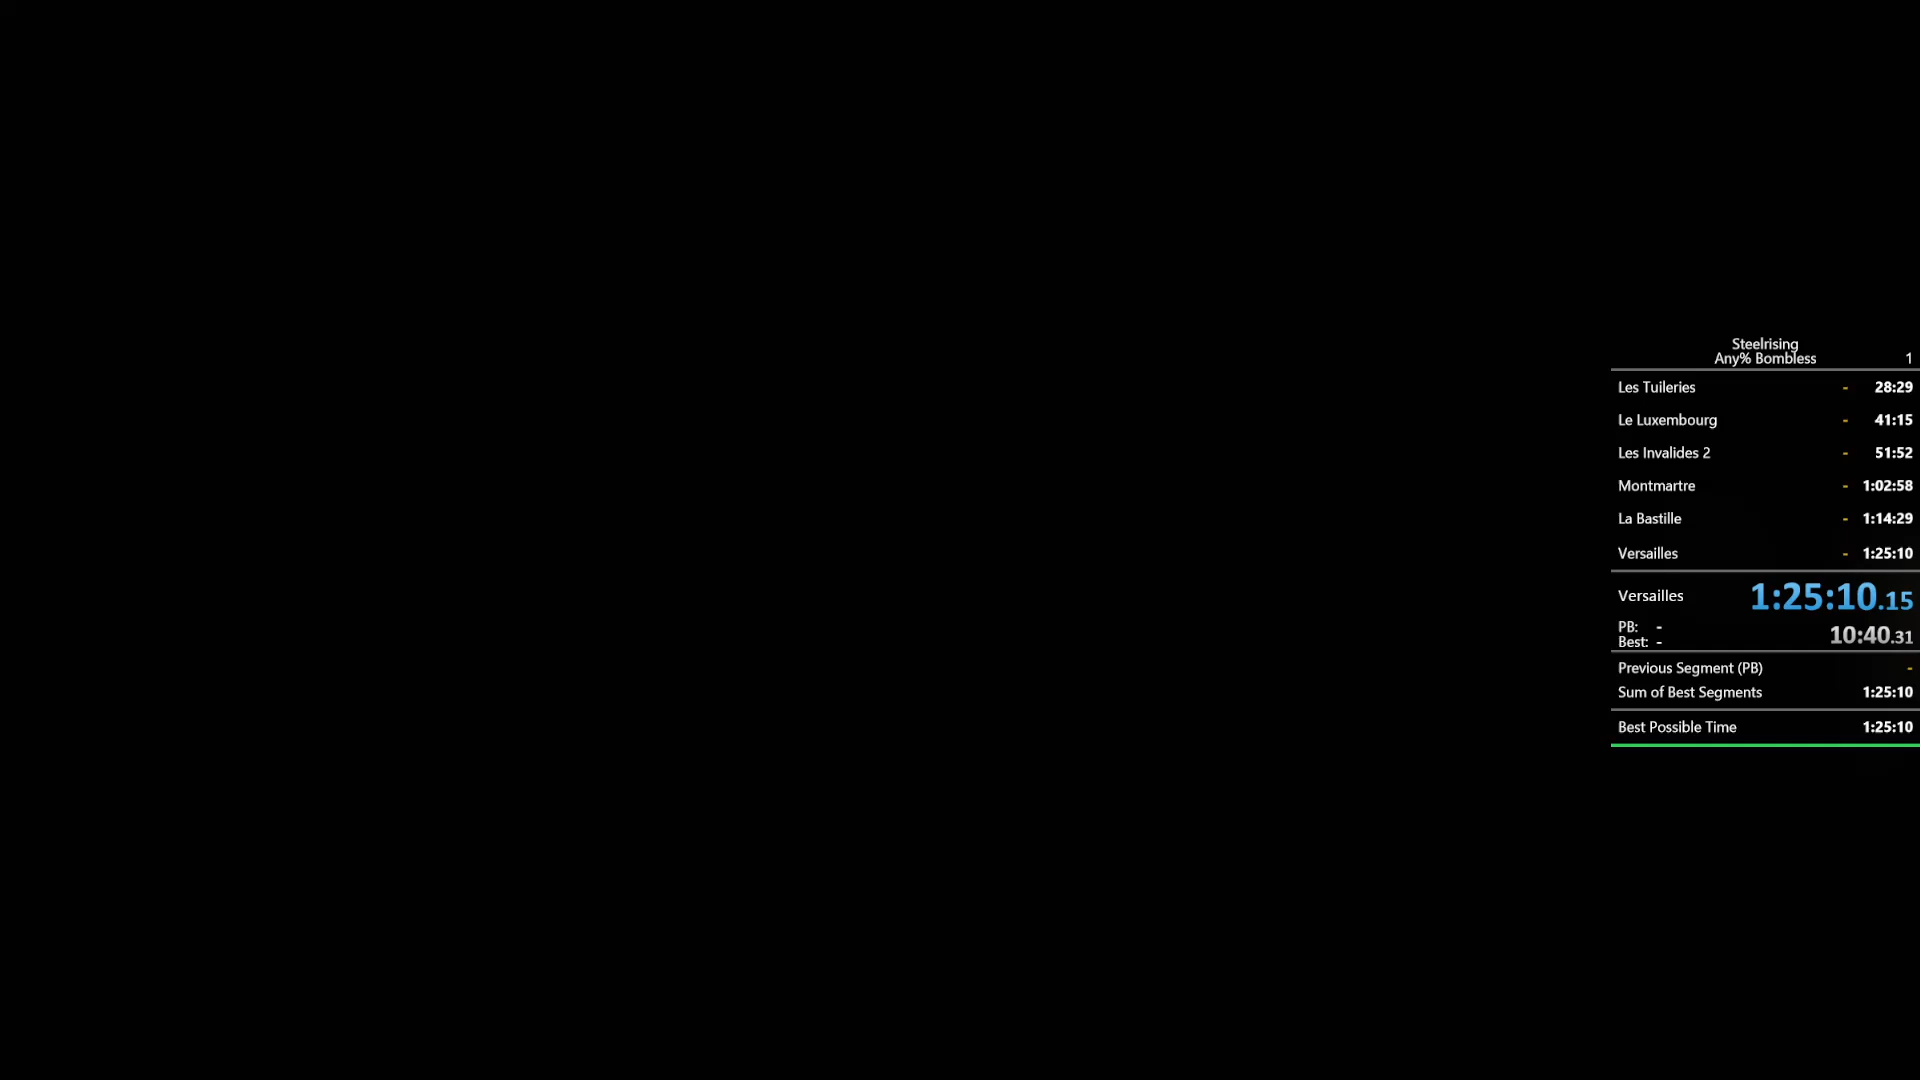 Steelrising
Any% Bombless 1
Les Tuileries - 28:29
Le Luxembourg - 41:15
Les Invalides 2 - 51:52
Montmartre - 1:02:58
La Bastille - 1:14:29
Versailles - 1:25:10
Versailles 1:25:10.15
PB: -
Best: - 10:40.31
Previous Segment (PB) -
Sum of Best Segments 1:25:10
Best Possible Time 1:25:10